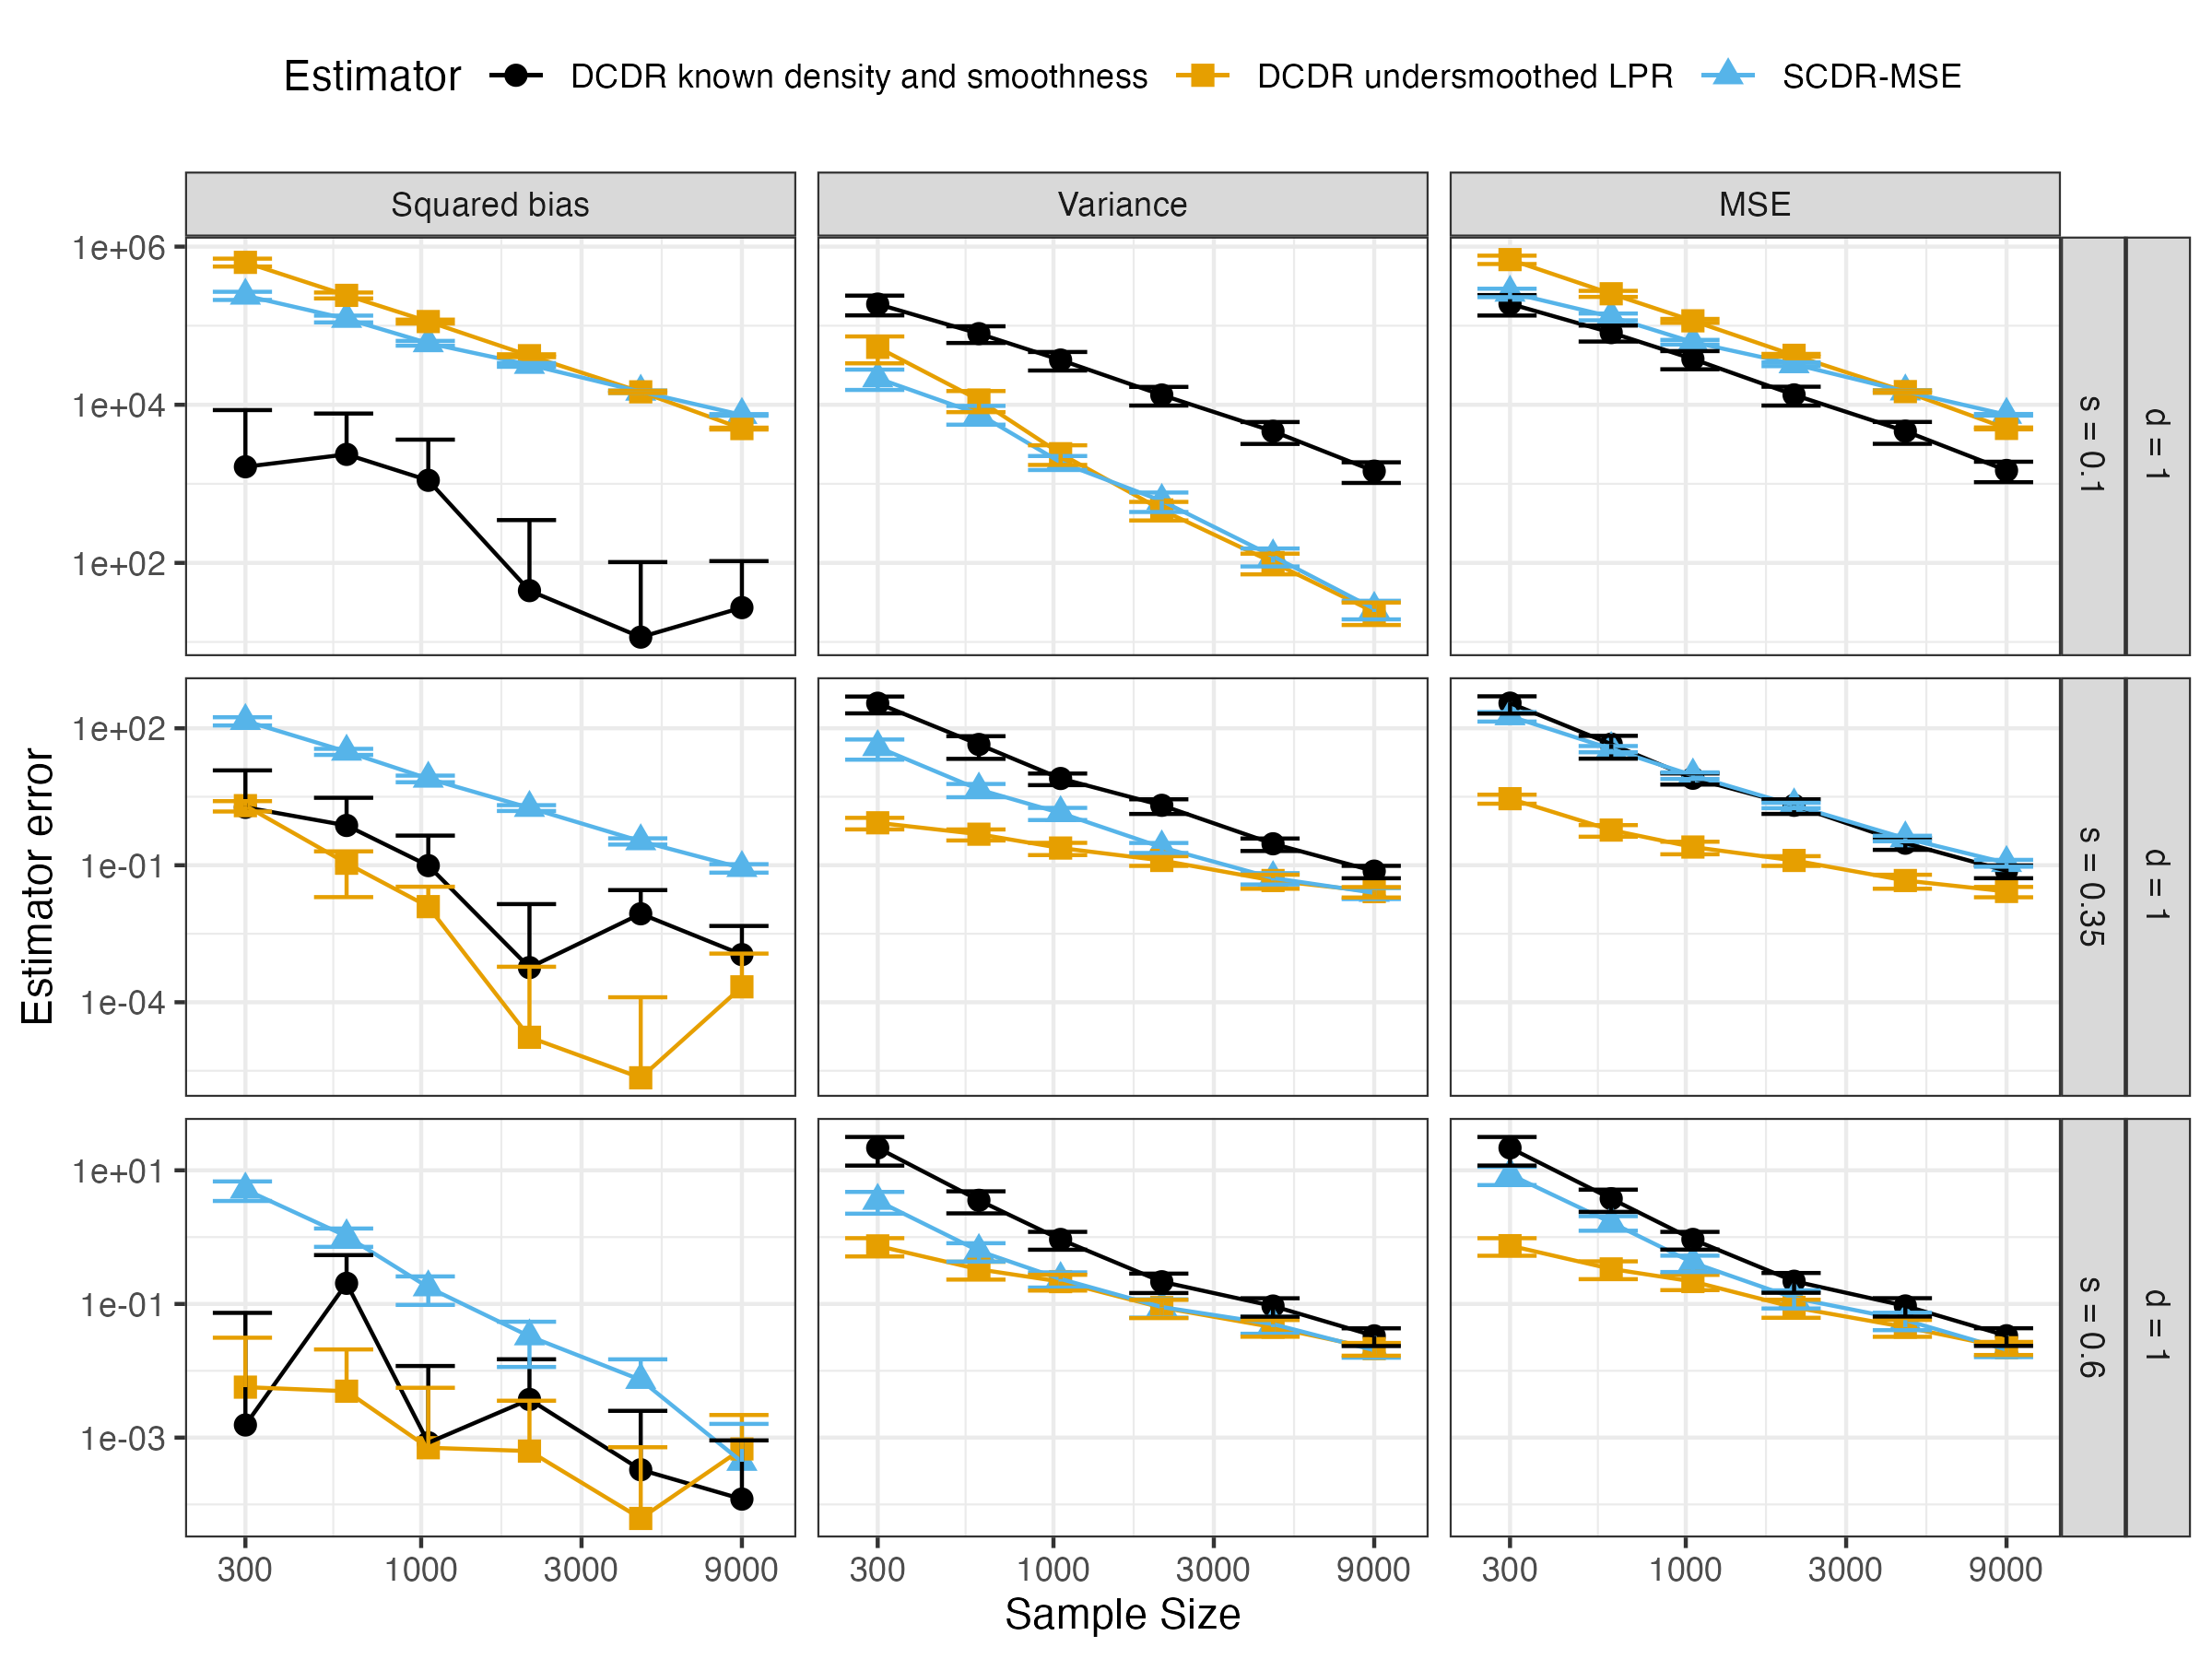 Estimator DCDR known density and smoothness DCDR undersmoothed LPR SCDR-MSE
Squared bias Variance MSE
1e+06
1e+04
1e+02
s = 0.1
d = 1
1e+02
1e-01
1e-04
s = 0.35
d = 1
1e+01
1e-01
1e-03
s = 0.6
d = 1
Estimator error
300 1000 3000 9000 300 1000 3000 9000 300 1000 3000 9000
Sample Size